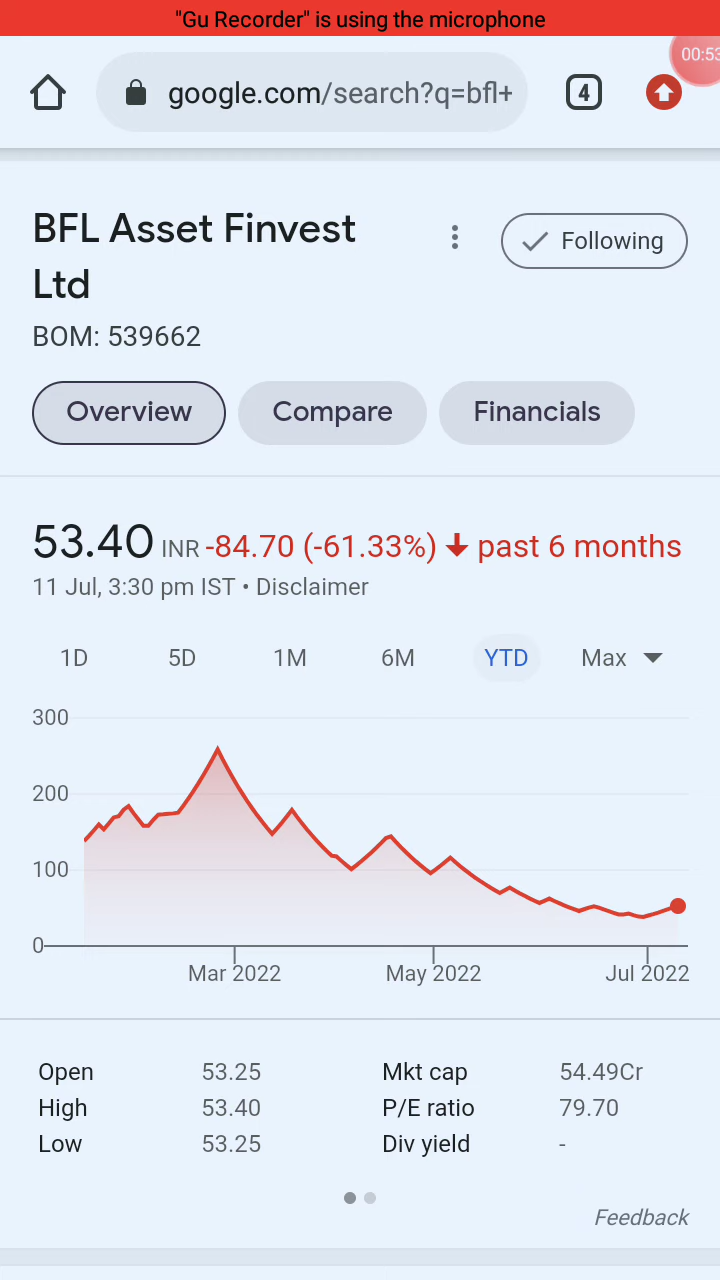 "Gu Recorder" is using the microphone
00:53
google.com/search?q=bfl+
4
BFL Asset Finvest
Ltd
Following
BOM: 539662
Overview
Compare
Financials
53.40 INR -84.70 (-61.33%) ↓ past 6 months
11 Jul, 3:30 pm IST • Disclaimer
1D 5D 1M 6M YTD Max
300
200
100
0
Mar 2022 May 2022 Jul 2022
Open 53.25 Mkt cap 54.49Cr
High 53.40 P/E ratio 79.70
Low 53.25 Div yield -
Feedback